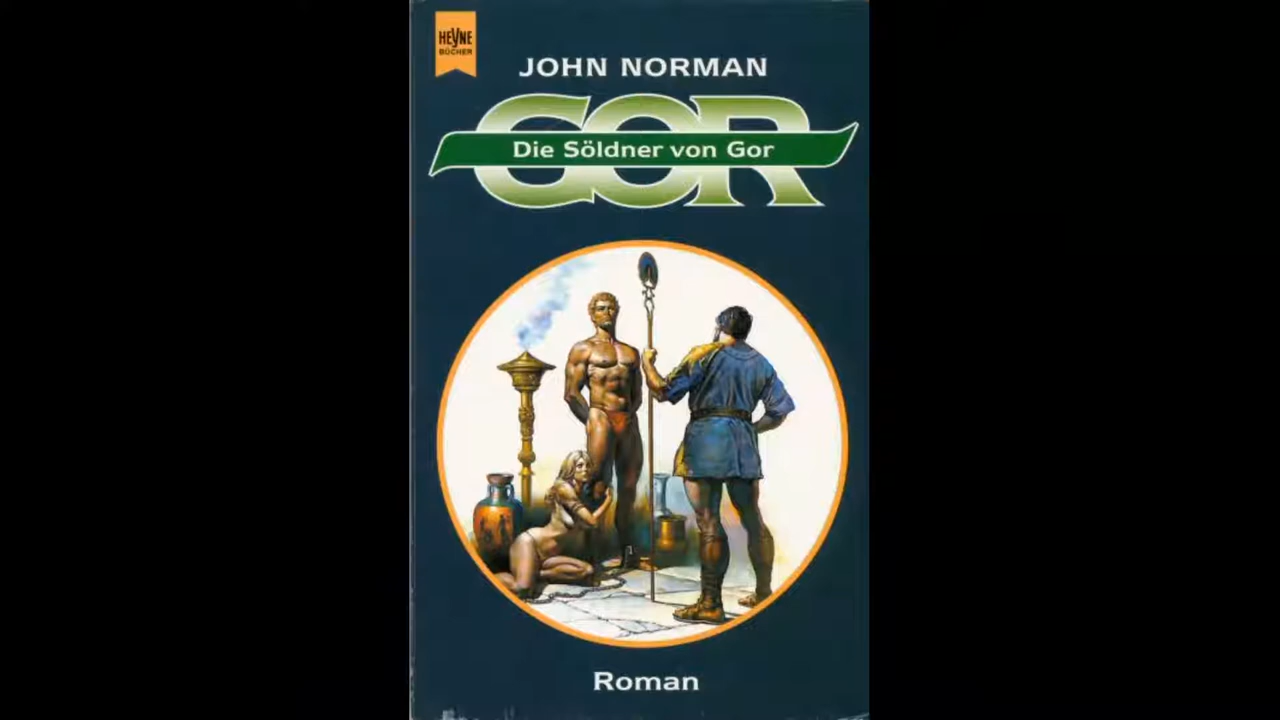 HEYNE
BÜCHER
JOHN NORMAN
GOR
Die Söldner von Gor
Roman